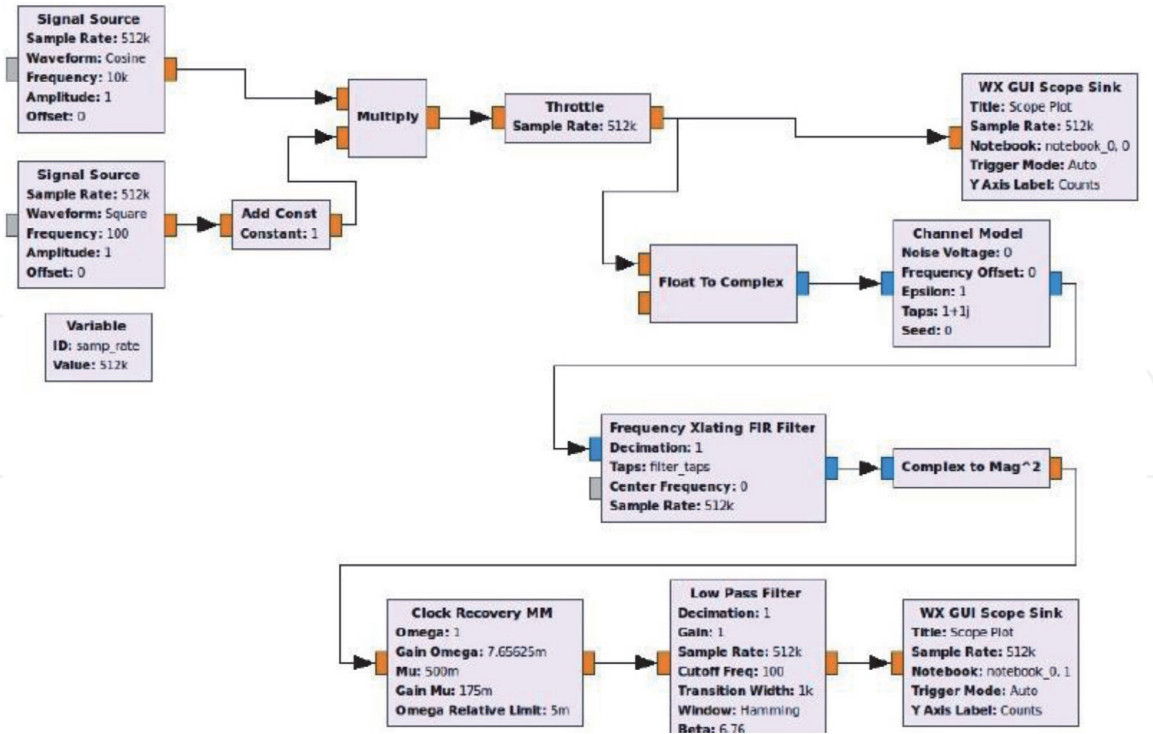 Signal Source
Sample Rate: 512k
Waveform: Cosine
Frequency: 10k
Amplitude: 1
Offset: 0
Signal Source
Sample Rate: 512k
Waveform: Square
Frequency: 100
Amplitude: 1
Offset: 0
Variable
ID: samp_rate
Value: 512k
Add Const
Constant: 1
Multiply
Throttle
Sample Rate: 512k
WX GUI Scope Sink
Title: Scope Plot
Sample Rate: 512k
Notebook: notebook_0, 0
Trigger Mode: Auto
Y Axis Label: Counts
Float To Complex
Channel Model
Noise Voltage: 0
Frequency Offset: 0
Epsilon: 1
Taps: 1+1j
Seed: 0
Frequency Xlating FIR Filter
Decimation: 1
Taps: filter_taps
Center Frequency: 0
Sample Rate: 512k
Complex to Mag^2
Clock Recovery MM
Omega: 1
Gain Omega: 7.65625m
Mu: 500m
Gain Mu: 175m
Omega Relative Limit: 5m
Low Pass Filter
Decimation: 1
Gain: 1
Sample Rate: 512k
Cutoff Freq: 100
Transition Width: 1k
Window: Hamming
Beta: 6.76
WX GUI Scope Sink
Title: Scope Plot
Sample Rate: 512k
Notebook: notebook_0, 1
Trigger Mode: Auto
Y Axis Label: Counts